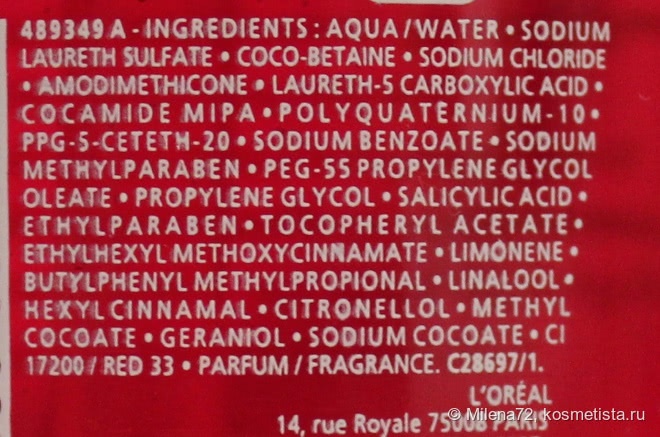 489349 A - INGREDIENTS : AQUA / WATER • SODIUM
LAURETH SULFATE • COCO-BETAINE • SODIUM CHLORIDE
• AMODIMETHICONE • LAURETH-5 CARBOXYLIC ACID •
COCAMIDE MIPA • POLYQUATERNIUM-10 •
PPG-5-CETETH-20 • SODIUM BENZOATE • SODIUM
METHYLPARABEN • PEG-55 PROPYLENE GLYCOL
OLEATE • PROPYLENE GLYCOL • SALICYLIC ACID •
ETHYLPARABEN • TOCOPHERYL ACETATE •
ETHYLHEXYL METHOXYCINNAMATE • LIMONENE •
BUTYLPHENYL METHYLPROPIONAL • LINALOOL •
HEXYL CINNAMAL • CITRONELLOL • METHYL
COCOATE • GERANIOL • SODIUM COCOATE • CI
17200 / RED 33 • PARFUM / FRAGRANCE. C28697/1.
L'ORÉAL
14, rue Royale 75008 PARIS
© Milena72, kosmetista.ru